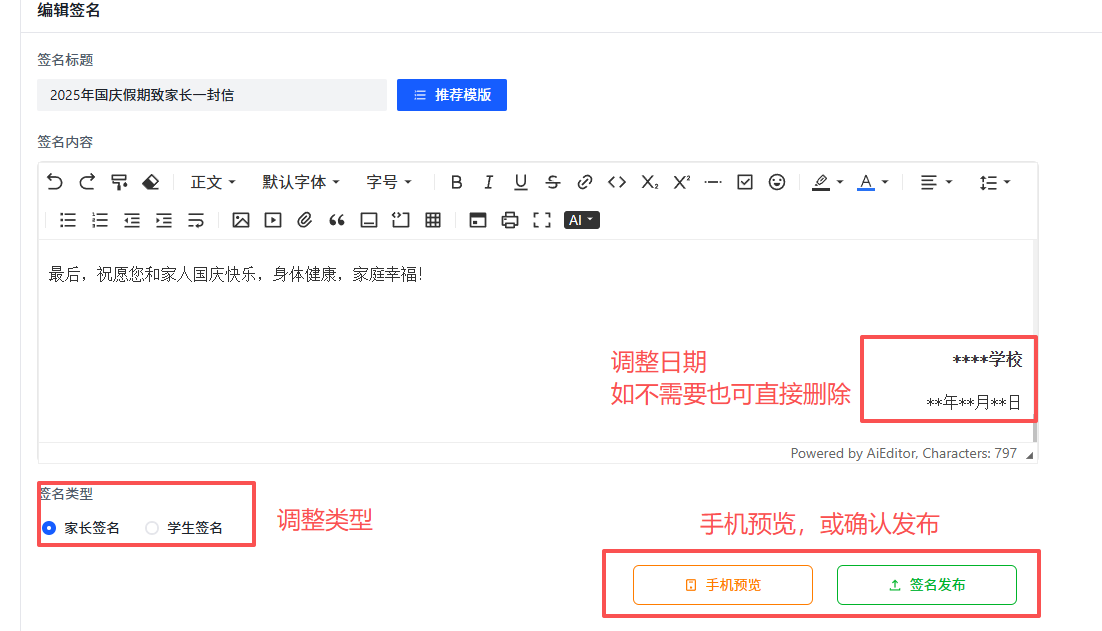 编辑签名
签名标题
2025年国庆假期致家长一封信
推荐模版
签名内容
正文 默认字体 字号
AI
最后，祝愿您和家人国庆快乐，身体健康，家庭幸福！
****学校
**年**月**日
调整日期
如不需要也可直接删除
Powered by AiEditor, Characters: 797
签名类型
家长签名 学生签名
调整类型
手机预览，或确认发布
手机预览 签名发布